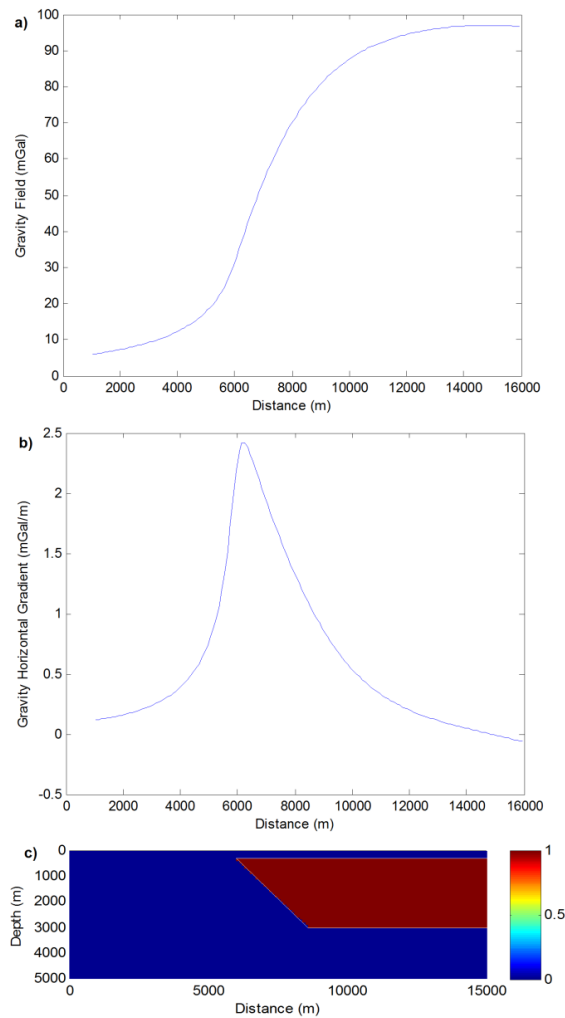 a)
100
90
80
70
60
50
40
30
20
10
0
Gravity Field (mGal)
0 2000 4000 6000 8000 10000 12000 14000 16000
Distance (m)
b)
2.5
2
1.5
1
0.5
0
-0.5
Gravity Horizontal Gradient (mGal/m)
0 2000 4000 6000 8000 10000 12000 14000 16000
Distance (m)
c)
0
1000
2000
3000
4000
5000
Depth (m)
0 5000 10000 15000
Distance (m)
1
0.5
0